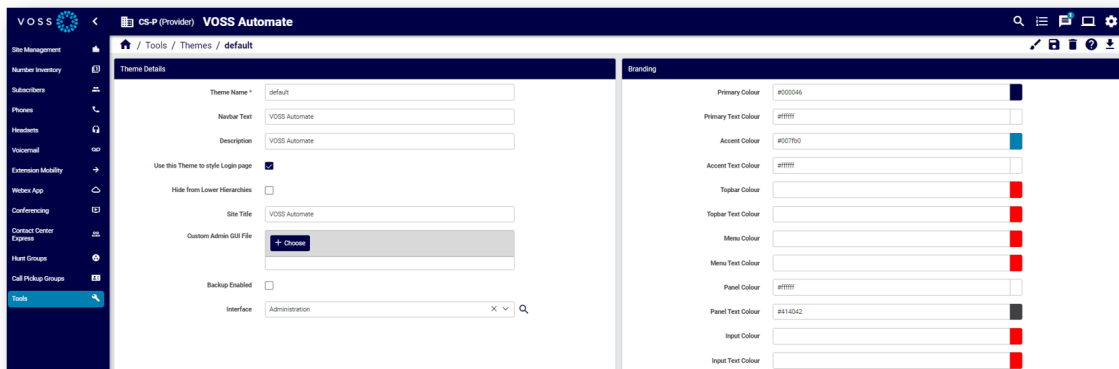 VOSS
CS-P (Provider) VOSS Automate
1
/ Tools / Themes / default
Site Management
Number Inventory
Subscribers
Phones
Headsets
Voicemail
Extension Mobility
Webex App
Conferencing
Contact Center
Express
Hunt Groups
Call Pickup Groups
Tools
Theme Details
Theme Name * default
Navbar Text VOSS Automate
Description VOSS Automate
Use this Theme to style Login page
Hide from Lower Hierarchies
Site Title VOSS Automate
Custom Admin GUI File
+ Choose
Backup Enabled
Interface Administration
Branding
Primary Colour #000046
Primary Text Colour #ffffff
Accent Colour #007fb0
Accent Text Colour #ffffff
Topbar Colour
Topbar Text Colour
Menu Colour
Menu Text Colour
Panel Colour #ffffff
Panel Text Colour #414042
Input Colour
Input Text Colour